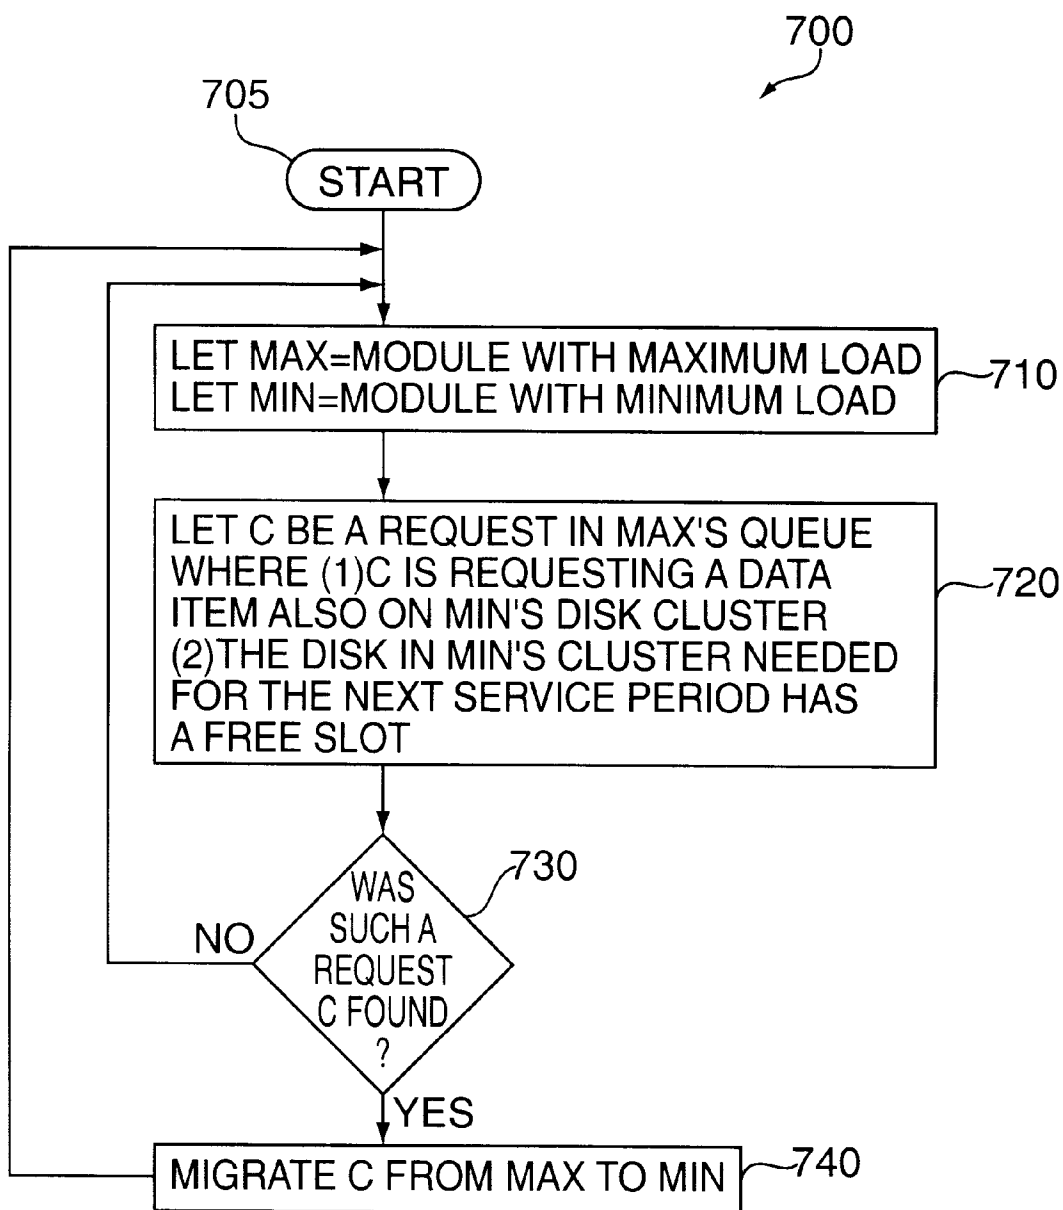 700
705
START
LET MAX=MODULE WITH MAXIMUM LOAD
LET MIN=MODULE WITH MINIMUM LOAD
710
LET C BE A REQUEST IN MAX'S QUEUE
WHERE (1)C IS REQUESTING A DATA
ITEM ALSO ON MIN'S DISK CLUSTER
(2)THE DISK IN MIN'S CLUSTER NEEDED
FOR THE NEXT SERVICE PERIOD HAS
A FREE SLOT
720
WAS
SUCH A
REQUEST
C FOUND
?
730
NO
YES
MIGRATE C FROM MAX TO MIN
740